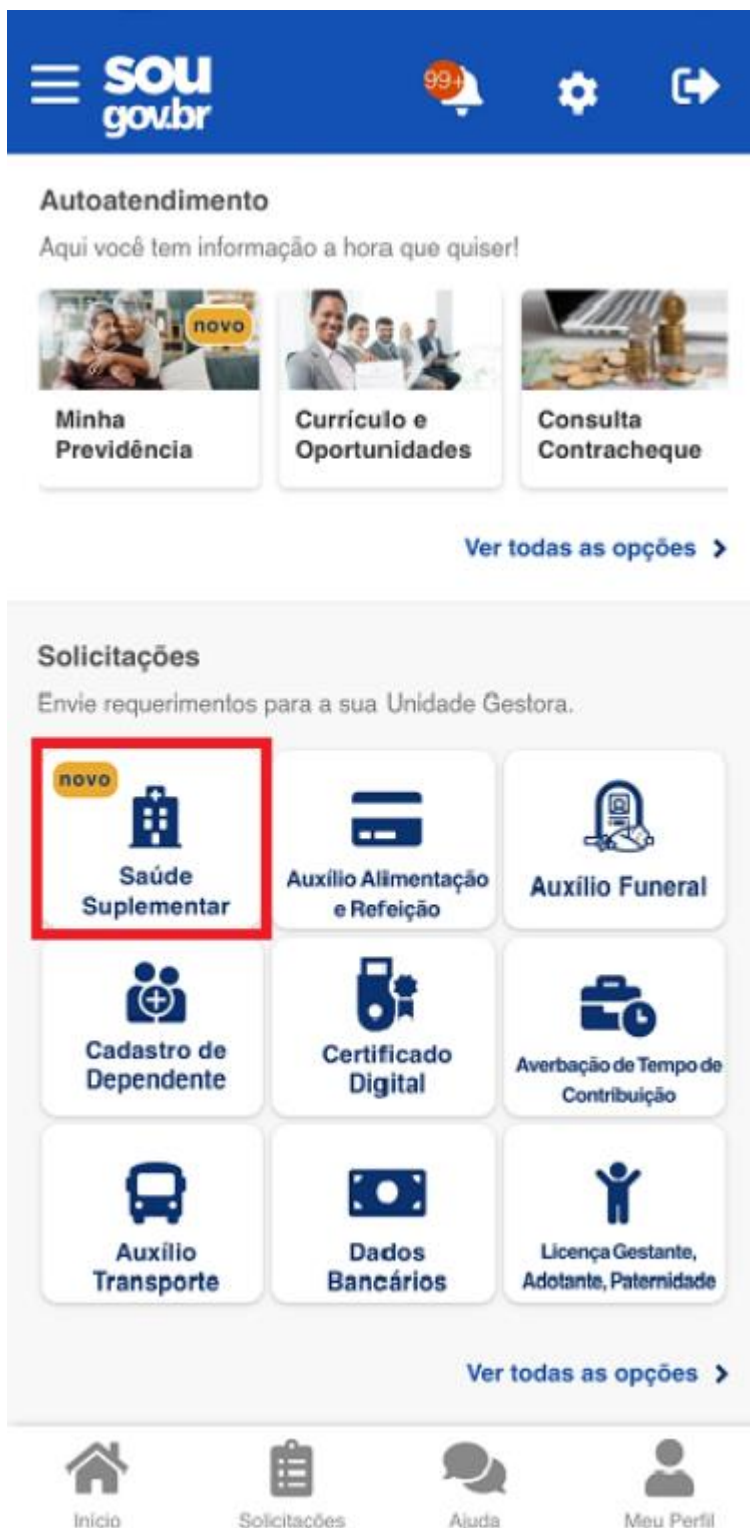 sou
gov.br
99+
Autoatendimento
Aqui você tem informação a hora que quiser!
novo
Minha
Previdência
Currículo e
Oportunidades
Consulta
Contracheque
Ver todas as opções
Solicitações
Envie requerimentos para a sua Unidade Gestora.
novo
Saúde
Suplementar
Auxílio Alimentação
e Refeição
Auxílio Funeral
Cadastro de
Dependente
Certificado
Digital
Averbação de Tempo de
Contribuição
Auxílio
Transporte
Dados
Bancários
Licença Gestante,
Adotante, Paternidade
Ver todas as opções
Início
Solicitações
Ajuda
Meu Perfil